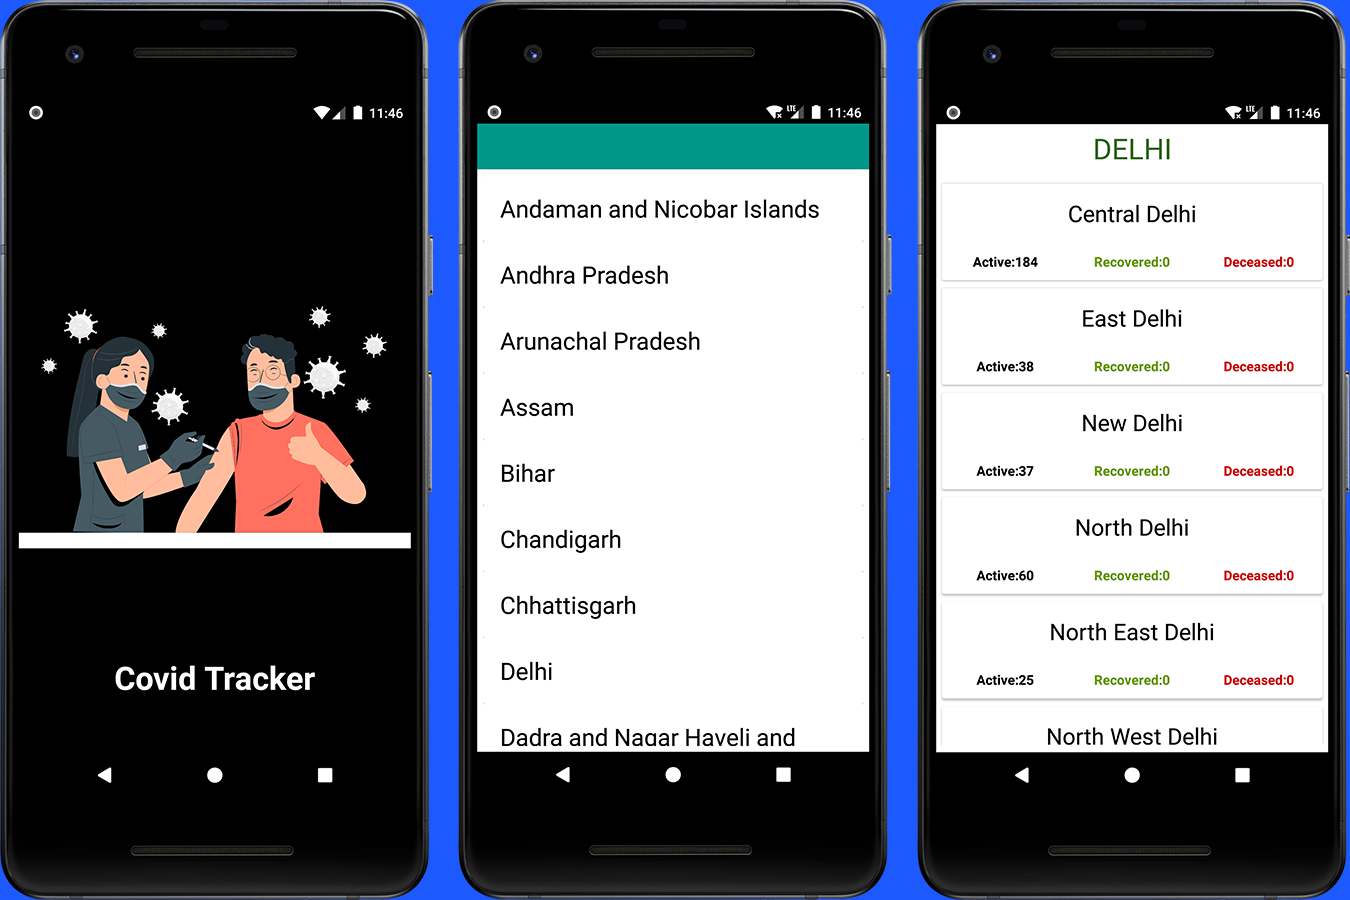 11:46
Covid Tracker
LTE 11:46
Andaman and Nicobar Islands
Andhra Pradesh
Arunachal Pradesh
Assam
Bihar
Chandigarh
Chhattisgarh
Delhi
Dadra and Nagar Haveli and
LTE 11:46
DELHI
Central Delhi
Active:184 Recovered:0 Deceased:0
East Delhi
Active:38 Recovered:0 Deceased:0
New Delhi
Active:37 Recovered:0 Deceased:0
North Delhi
Active:60 Recovered:0 Deceased:0
North East Delhi
Active:25 Recovered:0 Deceased:0
North West Delhi